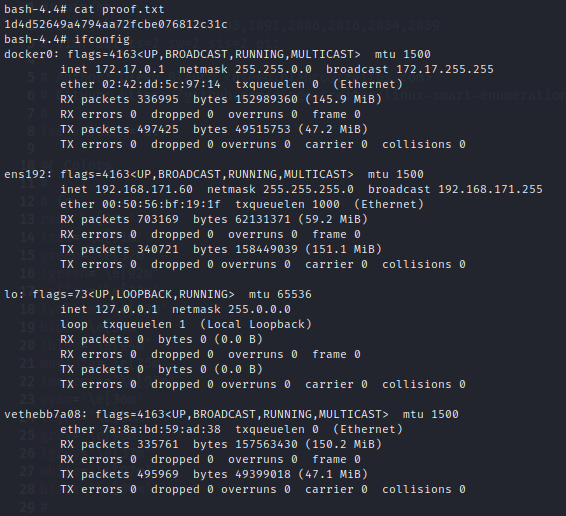 bash-4.4# cat proof.txt
1d4d52649a4794aa72fcbe076812c31c
bash-4.4# ifconfig
docker0: flags=4163<UP,BROADCAST,RUNNING,MULTICAST>  mtu 1500
        inet 172.17.0.1  netmask 255.255.0.0  broadcast 172.17.255.255
        ether 02:42:dd:5c:97:14  txqueuelen 0  (Ethernet)
        RX packets 336995  bytes 152989360 (145.9 MiB)
        RX errors 0  dropped 0  overruns 0  frame 0
        TX packets 497425  bytes 49515753 (47.2 MiB)
        TX errors 0  dropped 0 overruns 0  carrier 0  collisions 0

ens192: flags=4163<UP,BROADCAST,RUNNING,MULTICAST>  mtu 1500
        inet 192.168.171.60  netmask 255.255.255.0  broadcast 192.168.171.255
        ether 00:50:56:bf:19:1f  txqueuelen 1000  (Ethernet)
        RX packets 703169  bytes 62131371 (59.2 MiB)
        RX errors 0  dropped 0  overruns 0  frame 0
        TX packets 340721  bytes 158449039 (151.1 MiB)
        TX errors 0  dropped 0 overruns 0  carrier 0  collisions 0

lo: flags=73<UP,LOOPBACK,RUNNING>  mtu 65536
        inet 127.0.0.1  netmask 255.0.0.0
        loop  txqueuelen 1  (Local Loopback)
        RX packets 0  bytes 0 (0.0 B)
        RX errors 0  dropped 0  overruns 0  frame 0
        TX packets 0  bytes 0 (0.0 B)
        TX errors 0  dropped 0 overruns 0  carrier 0  collisions 0

vethebb7a08: flags=4163<UP,BROADCAST,RUNNING,MULTICAST>  mtu 1500
        ether 7a:8a:bd:59:ad:38  txqueuelen 0  (Ethernet)
        RX packets 335761  bytes 157563430 (150.2 MiB)
        RX errors 0  dropped 0  overruns 0  frame 0
        TX packets 495969  bytes 49399018 (47.1 MiB)
        TX errors 0  dropped 0 overruns 0  carrier 0  collisions 0